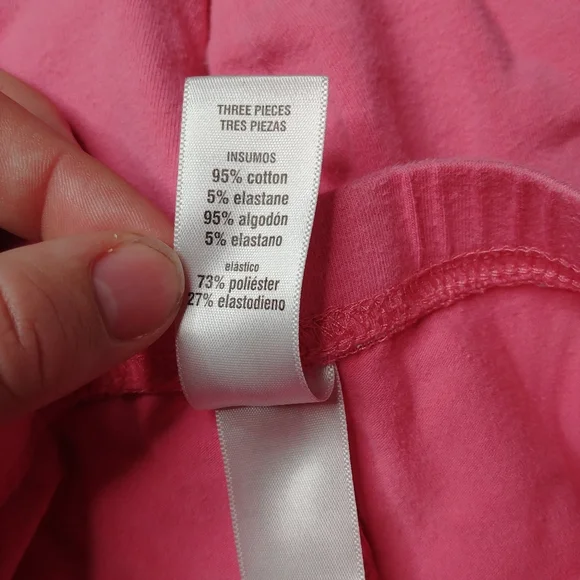 THREE PIECES
TRES PIEZAS
INSUMOS
95% cotton
5% elastane
95% algodón
5% elastano
elástico
73% poliéster
27% elastodieno